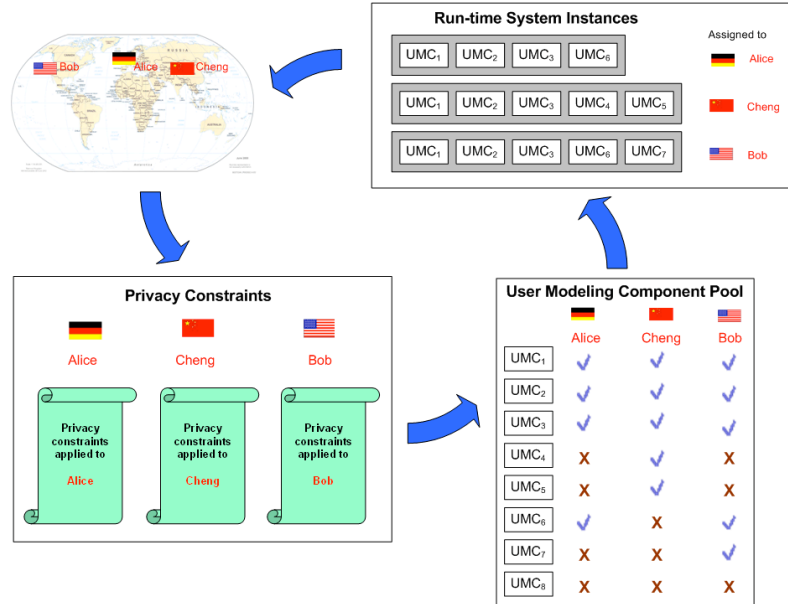 Run-time System Instances
Assigned to
UMC₁ UMC₂ UMC₃ UMC₆
Alice
UMC₁ UMC₂ UMC₃ UMC₄ UMC₅
Cheng
UMC₁ UMC₂ UMC₃ UMC₆ UMC₇
Bob
Bob Alice Cheng
Privacy Constraints
Alice Cheng Bob
Privacy constraints applied to Alice
Privacy constraints applied to Cheng
Privacy constraints applied to Bob
User Modeling Component Pool
Alice Cheng Bob
UMC₁
UMC₂
UMC₃
UMC₄ X X
UMC₅ X X
UMC₆ X
UMC₇ X X
UMC₈ X X X